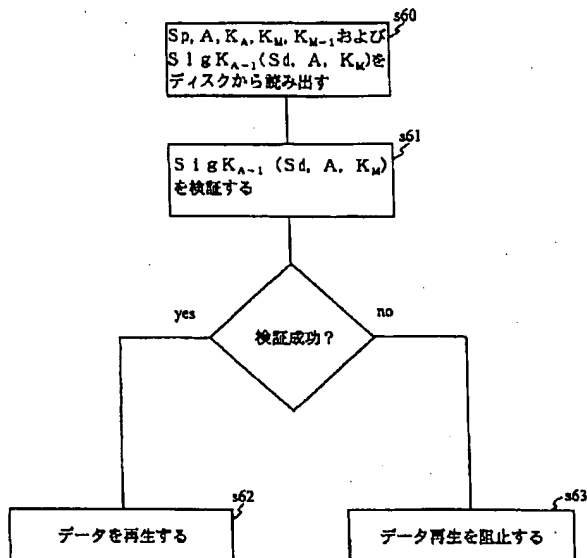 s60
Sp, A, K_A, K_M, K_M-1および
SigK_A-1(Sd, A, K_M)を
ディスクから読み出す
s61
SigK_A-1 (Sd, A, K_M)
を検証する
検証成功？
yes
no
s62
データを再生する
s63
データ再生を阻止する